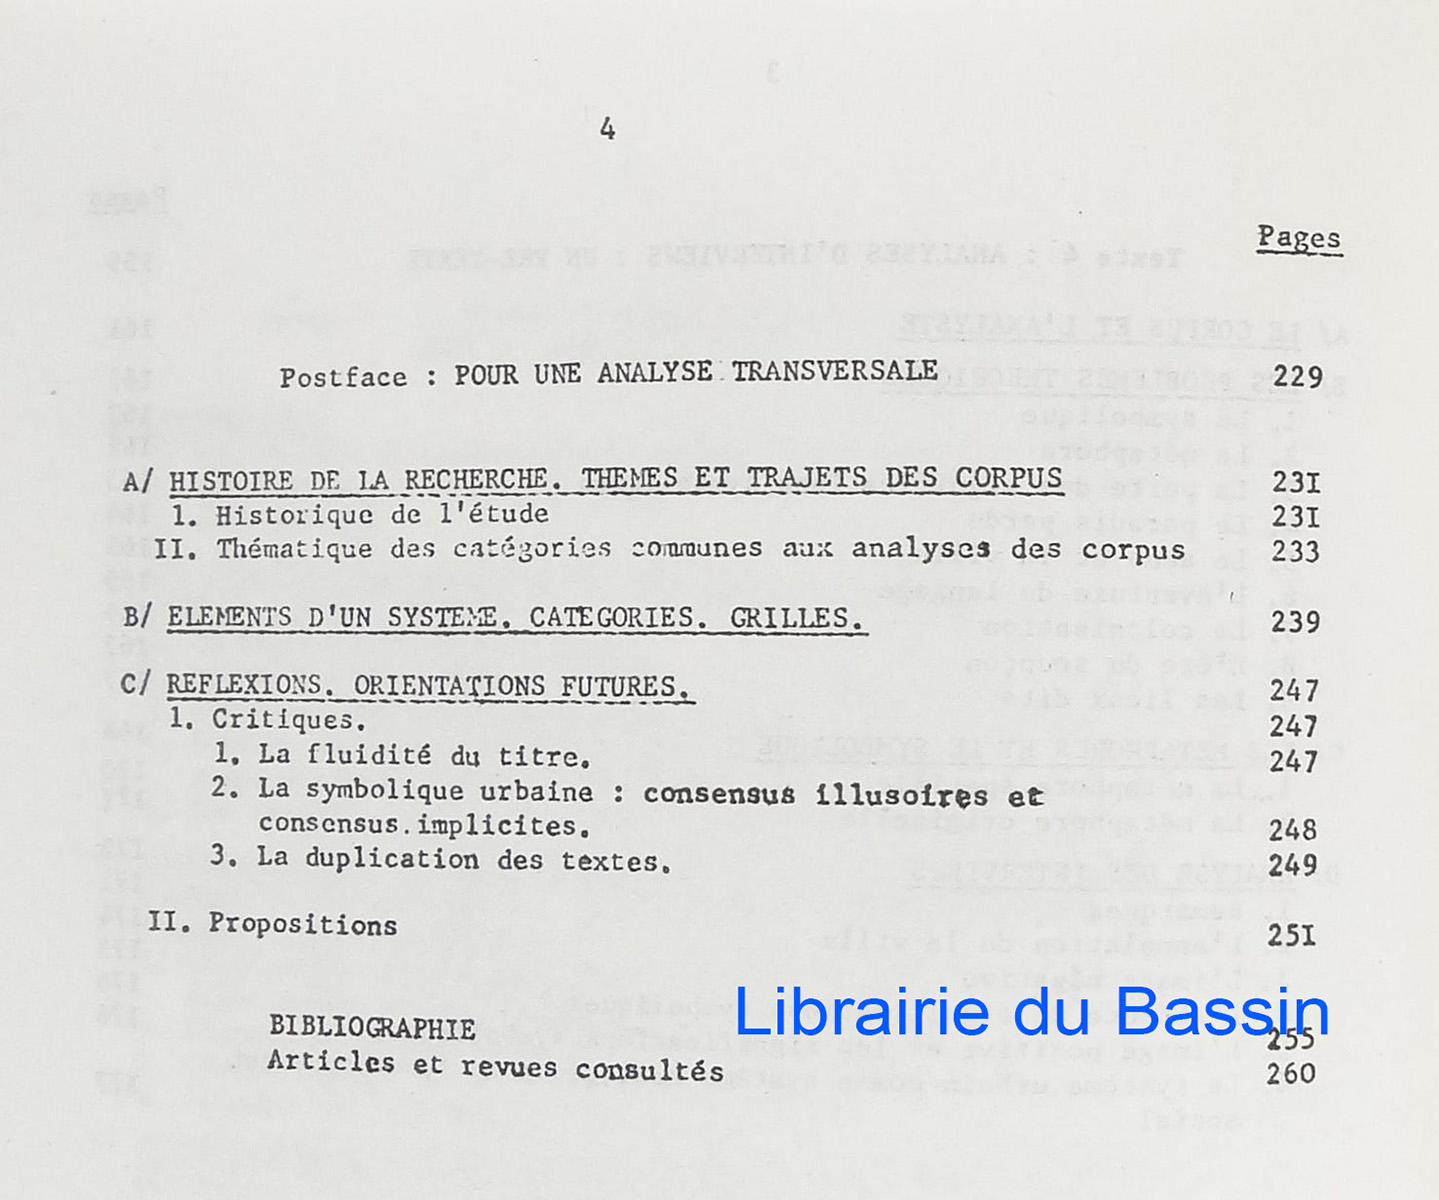 4
Pages
Postface : POUR UNE ANALYSE TRANSVERSALE 229
A/ HISTOIRE DE LA RECHERCHE. THEMES ET TRAJETS DES CORPUS 23I
1. Historique de l'étude 23I
II. Thématique des catégories communes aux analyses des corpus 233
B/ ELEMENTS D'UN SYSTEME. CATEGORIES. GRILLES. 239
C/ REFLEXIONS. ORIENTATIONS FUTURES. 247
1. Critiques. 247
1. La fluidité du titre. 247
2. La symbolique urbaine : consensus illusoires et
consensus.implicites. 248
3. La duplication des textes. 249
II. Propositions 25I
Librairie du Bassin
BIBLIOGRAPHIE 255
Articles et revues consultés 260